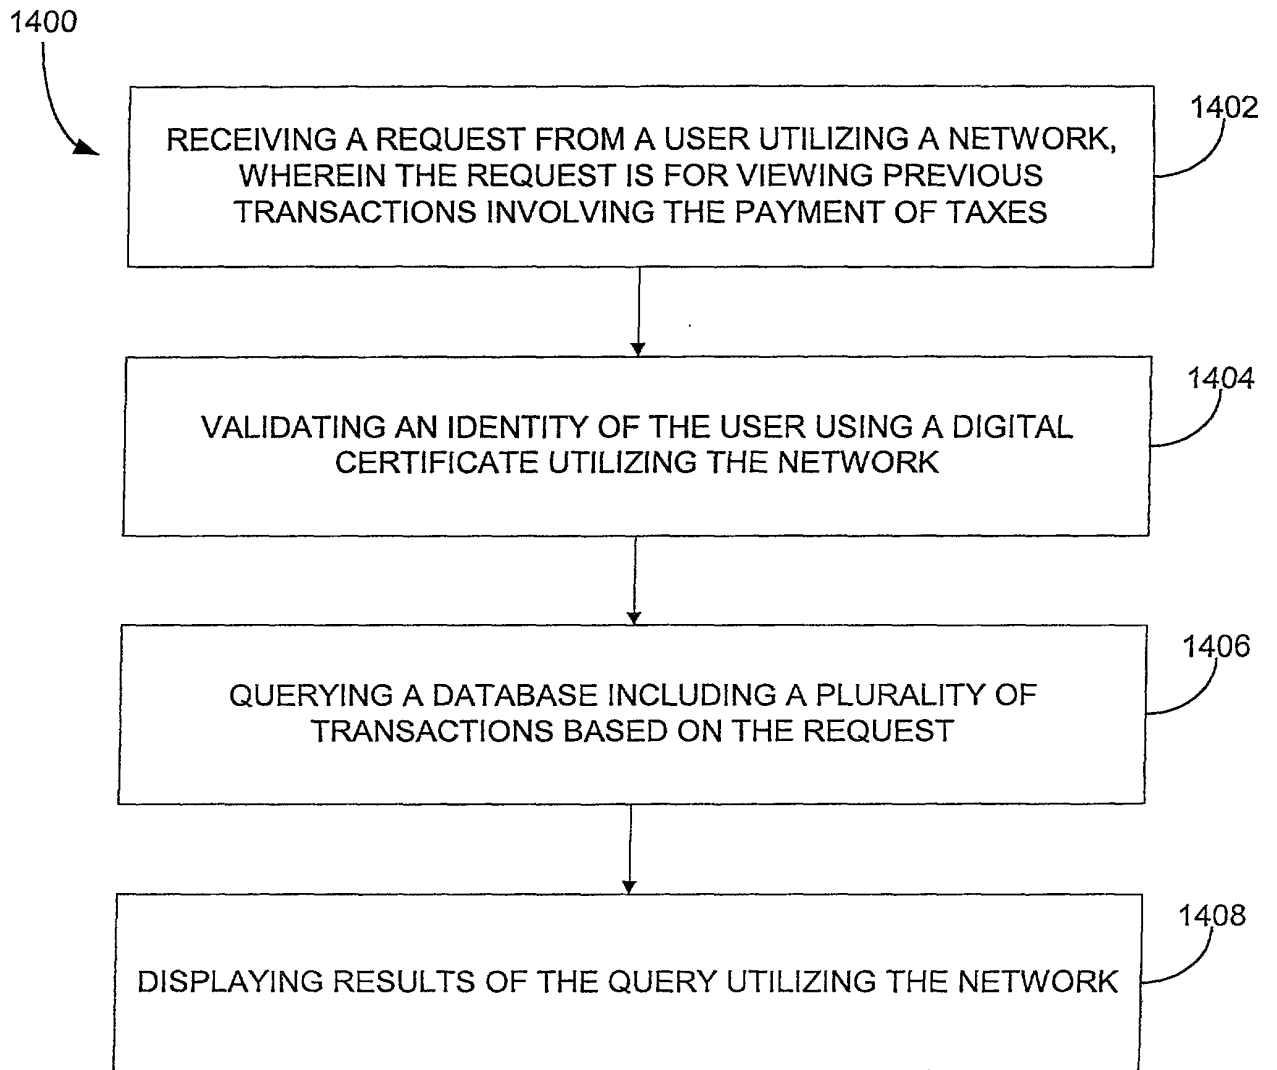 1400
1402
RECEIVING A REQUEST FROM A USER UTILIZING A NETWORK,
WHEREIN THE REQUEST IS FOR VIEWING PREVIOUS
TRANSACTIONS INVOLVING THE PAYMENT OF TAXES
1404
VALIDATING AN IDENTITY OF THE USER USING A DIGITAL
CERTIFICATE UTILIZING THE NETWORK
1406
QUERYING A DATABASE INCLUDING A PLURALITY OF
TRANSACTIONS BASED ON THE REQUEST
1408
DISPLAYING RESULTS OF THE QUERY UTILIZING THE NETWORK